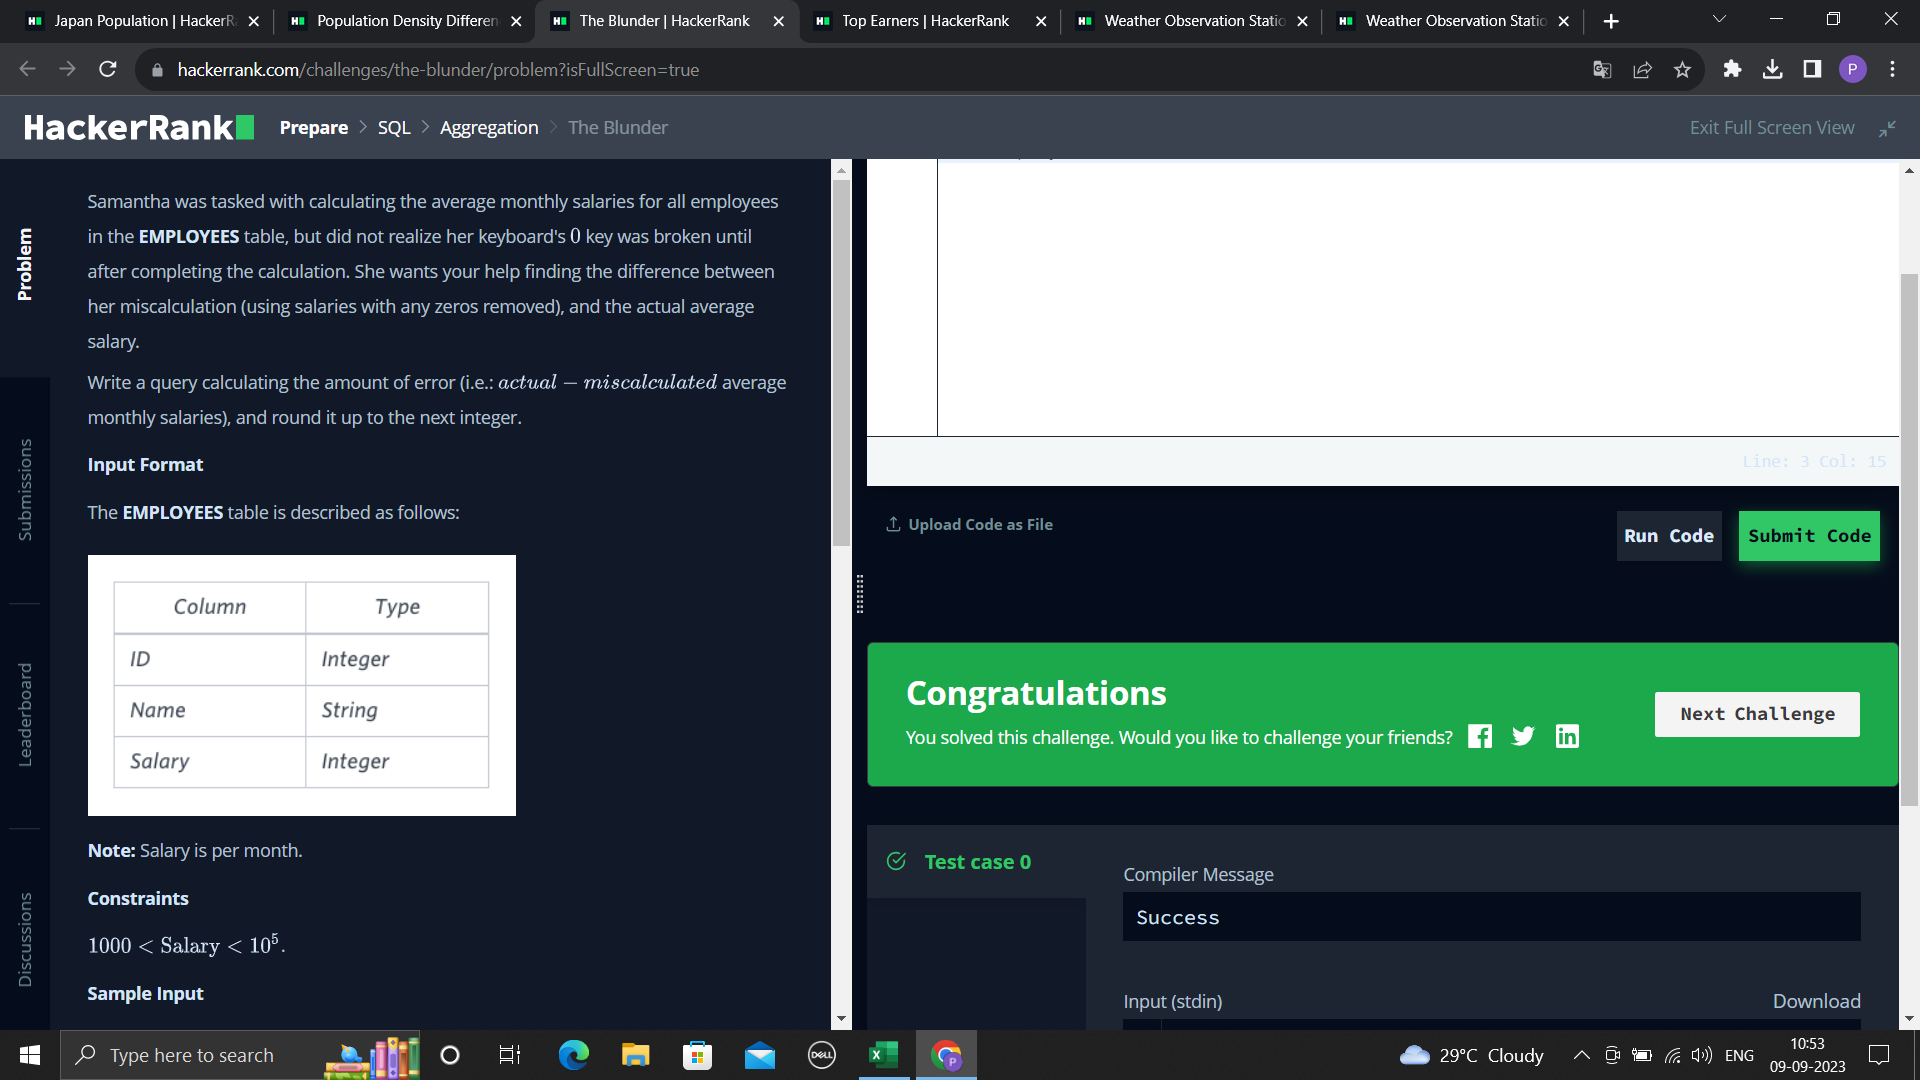 Japan Population | HackerR
Population Density Differen
The Blunder | HackerRank
Top Earners | HackerRank
Weather Observation Statio
Weather Observation Statio
hackerrank.com/challenges/the-blunder/problem?isFullScreen=true
P
HackerRank
Prepare > SQL > Aggregation > The Blunder
Exit Full Screen View
Problem
Submissions
Leaderboard
Discussions
Samantha was tasked with calculating the average monthly salaries for all employees
in the EMPLOYEES table, but did not realize her keyboard's 0 key was broken until
after completing the calculation. She wants your help finding the difference between
her miscalculation (using salaries with any zeros removed), and the actual average
salary.
Write a query calculating the amount of error (i.e.: actual − miscalculated average
monthly salaries), and round it up to the next integer.
Input Format
The EMPLOYEES table is described as follows:
Column Type
ID Integer
Name String
Salary Integer
Note: Salary is per month.
Constraints
1000 < Salary < 10⁵.
Sample Input
Line: 3 Col: 15
Upload Code as File
Run Code
Submit Code
Congratulations
You solved this challenge. Would you like to challenge your friends?
Next Challenge
Test case 0
Compiler Message
Success
Input (stdin)
Download
Type here to search
DELL
29°C Cloudy
ENG
10:53
09-09-2023